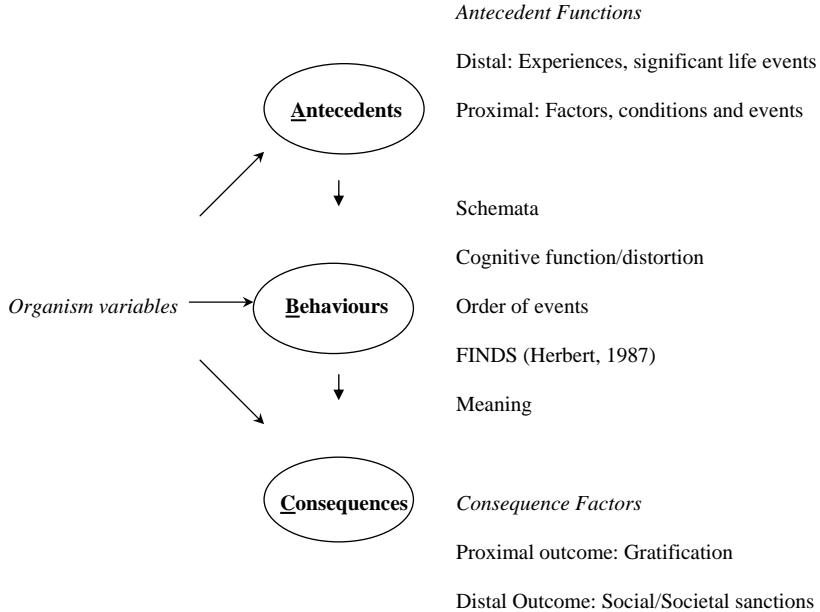 Antecedent Functions
Distal: Experiences, significant life events
Antecedents
Proximal: Factors, conditions and events
Schemata
Cognitive function/distortion
Organism variables
Behaviours
Order of events
FINDS (Herbert, 1987)
Meaning
Consequences
Consequence Factors
Proximal outcome: Gratification
Distal Outcome: Social/Societal sanctions